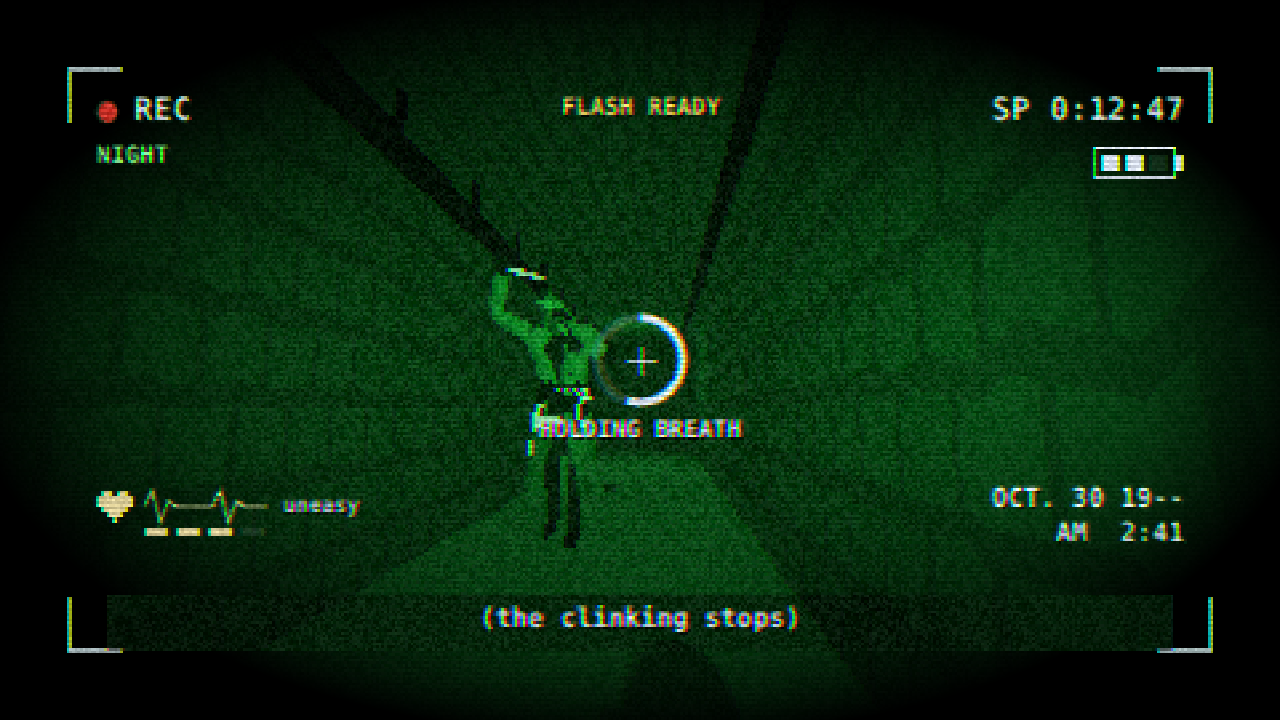 REC
FLASH READY
SP 0:12:47
NIGHT
HOLDING BREATH
uneasy
OCT. 30 19--
AM 2:41
(the clinking stops)